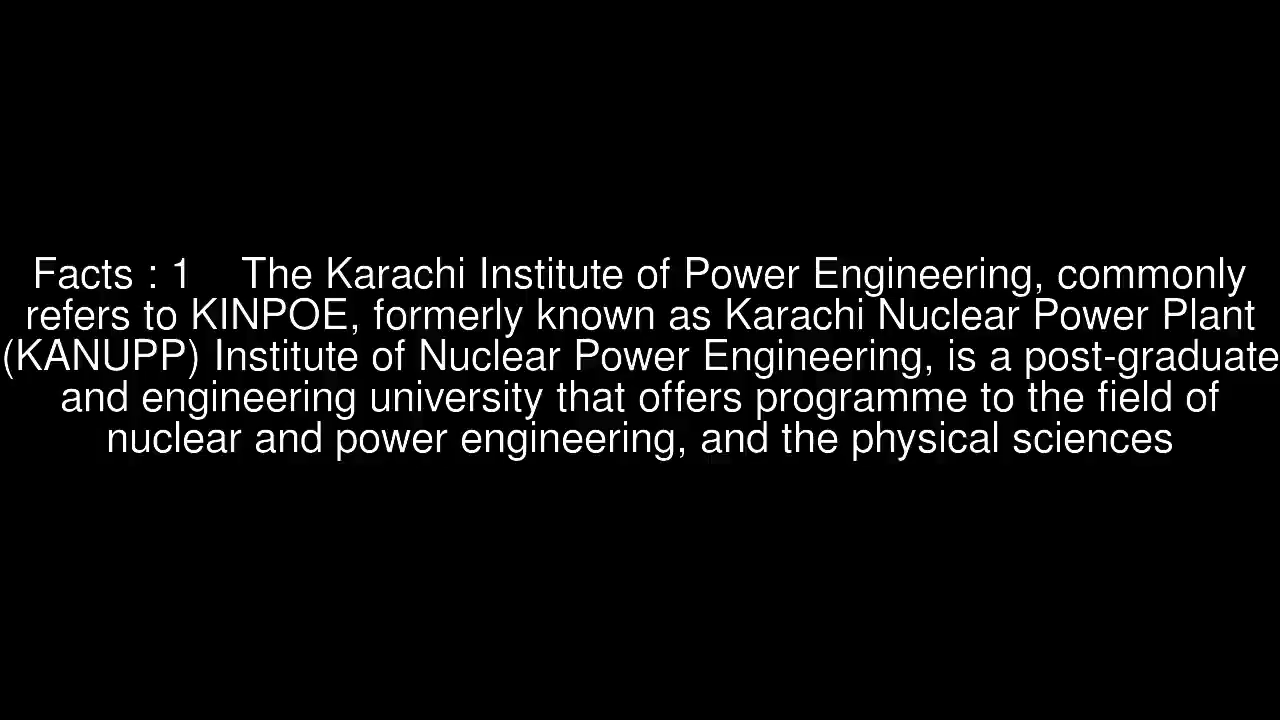 Facts : 1 The Karachi Institute of Power Engineering, commonly
refers to KINPOE, formerly known as Karachi Nuclear Power Plant
(KANUPP) Institute of Nuclear Power Engineering, is a post-graduate
and engineering university that offers programme to the field of
nuclear and power engineering, and the physical sciences